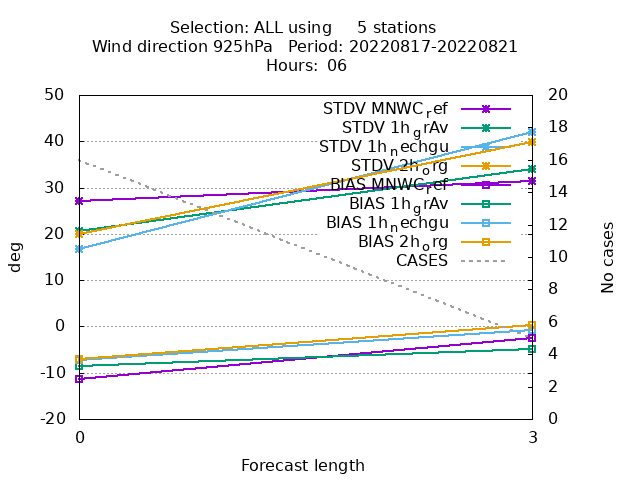 Selection: ALL using 5 stations
Wind direction 925hPa Period: 20220817-20220821
Hours: 06
50
40
30
20
10
0
-10
-20
deg
STDV MNWC_ref
STDV 1h_grAv
STDV 1h_nechgu
STDV 2h_org
BIAS MNWC_ref
BIAS 1h_grAv
BIAS 1h_nechgu
BIAS 2h_org
CASES
20
18
16
14
12
10
8
6
4
2
0
No cases
0 3
Forecast length